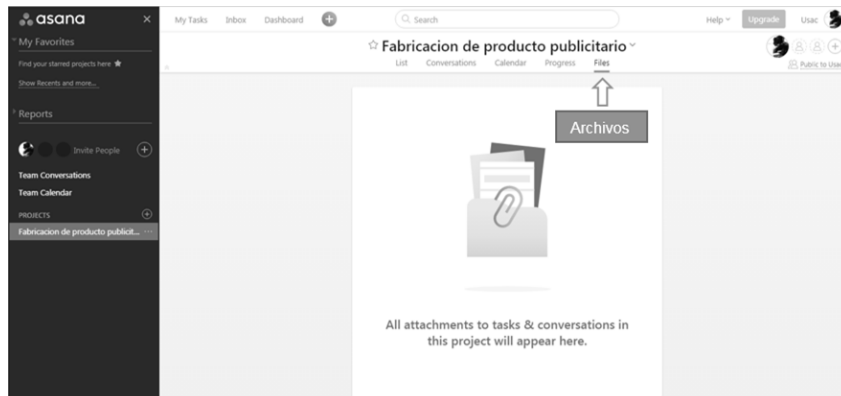 asana
My Favorites
Find your starred projects here
Show Recents and more...
Reports
Invite People
Team Conversations
Team Calendar
PROJECTS
Fabricacion de producto publicit... ...
My Tasks Inbox Dashboard
Search
Help Upgrade Usac
Fabricacion de producto publicitario
List Conversations Calendar Progress Files
Public to Usac
Archivos
All attachments to tasks & conversations in
this project will appear here.